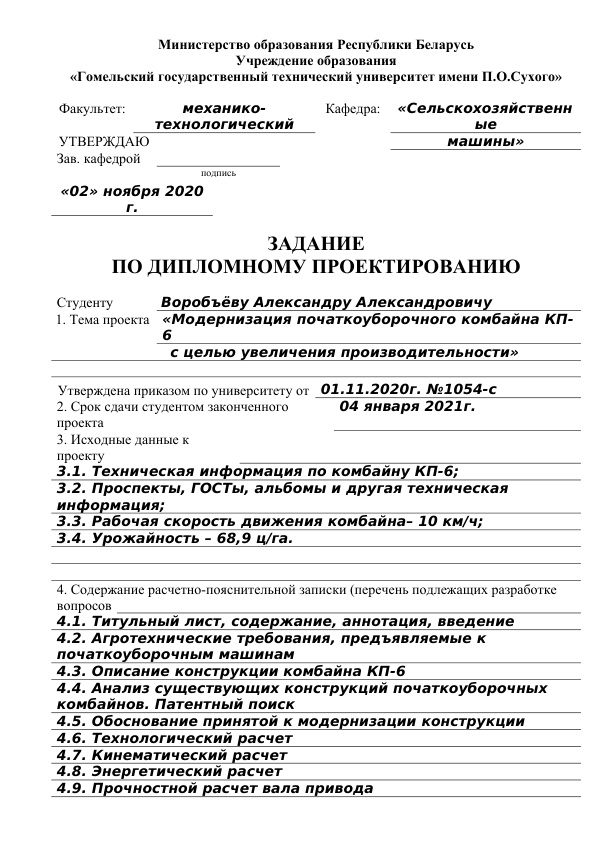 Министерство образования Республики Беларусь
Учреждение образования
«Гомельский государственный технический университет имени П.О.Сухого»
Факультет: механико- Кафедра: «Сельскохозяйственн
технологический ые
УТВЕРЖДАЮ машины»
Зав. кафедрой
подпись
«02» ноября 2020
г.
ЗАДАНИЕ
ПО ДИПЛОМНОМУ ПРОЕКТИРОВАНИЮ
Студенту Воробъёву Александру Александровичу
1. Тема проекта «Модернизация початкоуборочного комбайна КП-
6
с целью увеличения производительности»
Утверждена приказом по университету от 01.11.2020г. №1054-с
2. Срок сдачи студентом законченного 04 января 2021г.
проекта
3. Исходные данные к
проекту
3.1. Техническая информация по комбайну КП-6;
3.2. Проспекты, ГОСТы, альбомы и другая техническая
информация;
3.3. Рабочая скорость движения комбайна– 10 км/ч;
3.4. Урожайность – 68,9 ц/га.
4. Содержание расчетно-пояснительной записки (перечень подлежащих разработке
вопросов
4.1. Титульный лист, содержание, аннотация, введение
4.2. Агротехнические требования, предъявляемые к
початкоуборочным машинам
4.3. Описание конструкции комбайна КП-6
4.4. Анализ существующих конструкций початкоуборочных
комбайнов. Патентный поиск
4.5. Обоснование принятой к модернизации конструкции
4.6. Технологический расчет
4.7. Кинематический расчет
4.8. Энергетический расчет
4.9. Прочностной расчет вала привода